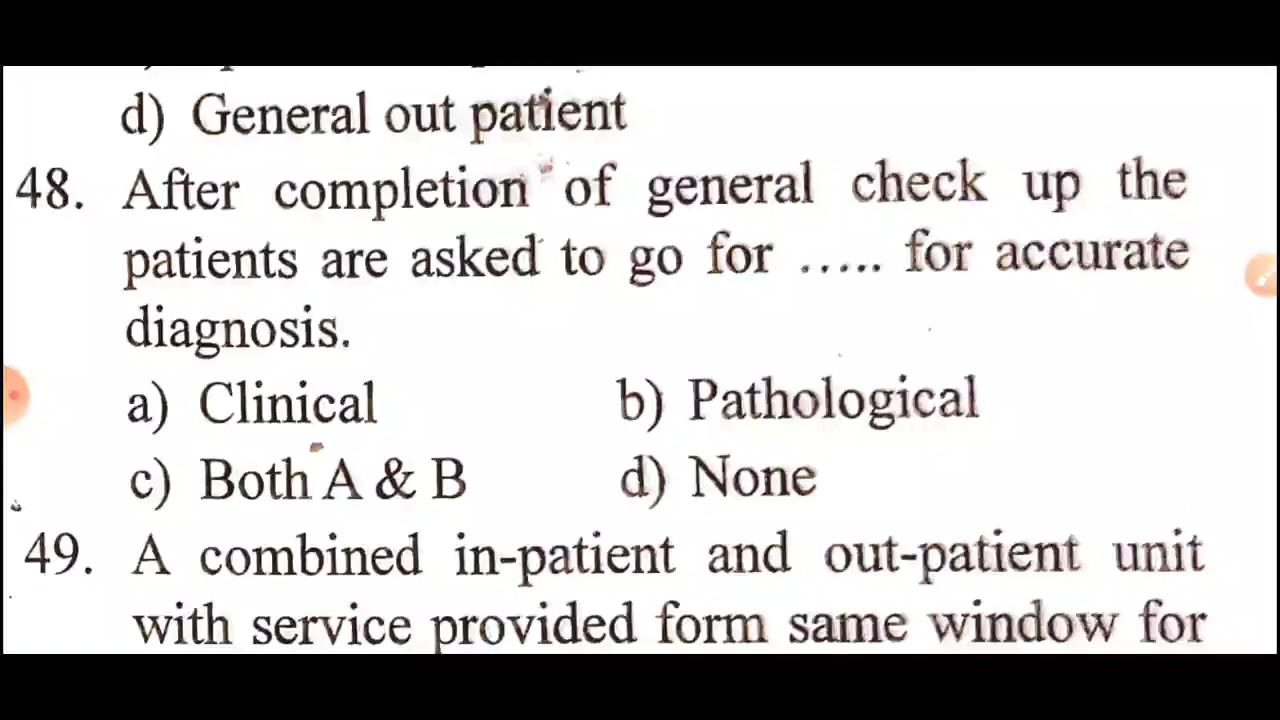 d) General out patient
48. After completion of general check up the
patients are asked to go for ..... for accurate
diagnosis.
a) Clinical b) Pathological
c) Both A & B d) None
49. A combined in-patient and out-patient unit
with service provided form same window for